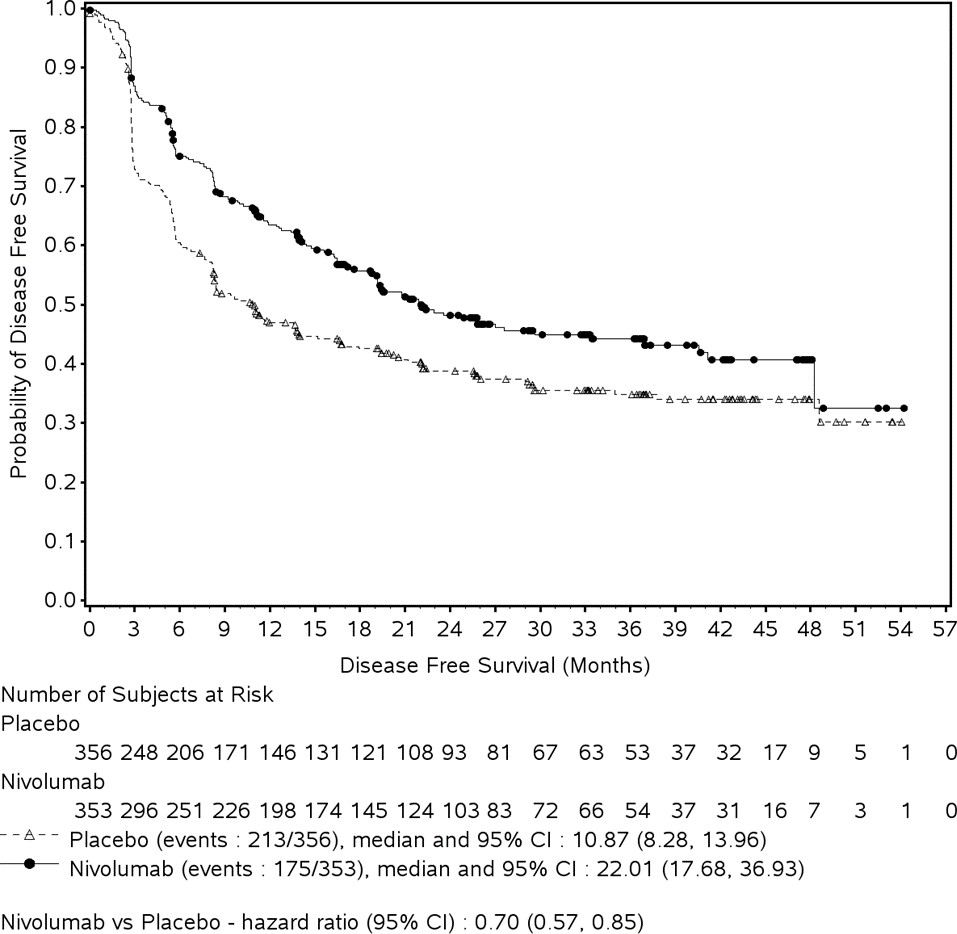 1.0
0.9
0.8
0.7
0.6
0.5
0.4
0.3
0.2
0.1
0.0
Probability of Disease Free Survival
0 3 6 9 12 15 18 21 24 27 30 33 36 39 42 45 48 51 54 57
Disease Free Survival (Months)
Number of Subjects at Risk
Placebo
356 248 206 171 146 131 121 108 93 81 67 63 53 37 32 17 9 5 1 0
Nivolumab
353 296 251 226 198 174 145 124 103 83 72 66 54 37 31 16 7 3 1 0
Placebo (events : 213/356), median and 95% CI : 10.87 (8.28, 13.96)
Nivolumab (events : 175/353), median and 95% CI : 22.01 (17.68, 36.93)
Nivolumab vs Placebo - hazard ratio (95% CI) : 0.70 (0.57, 0.85)